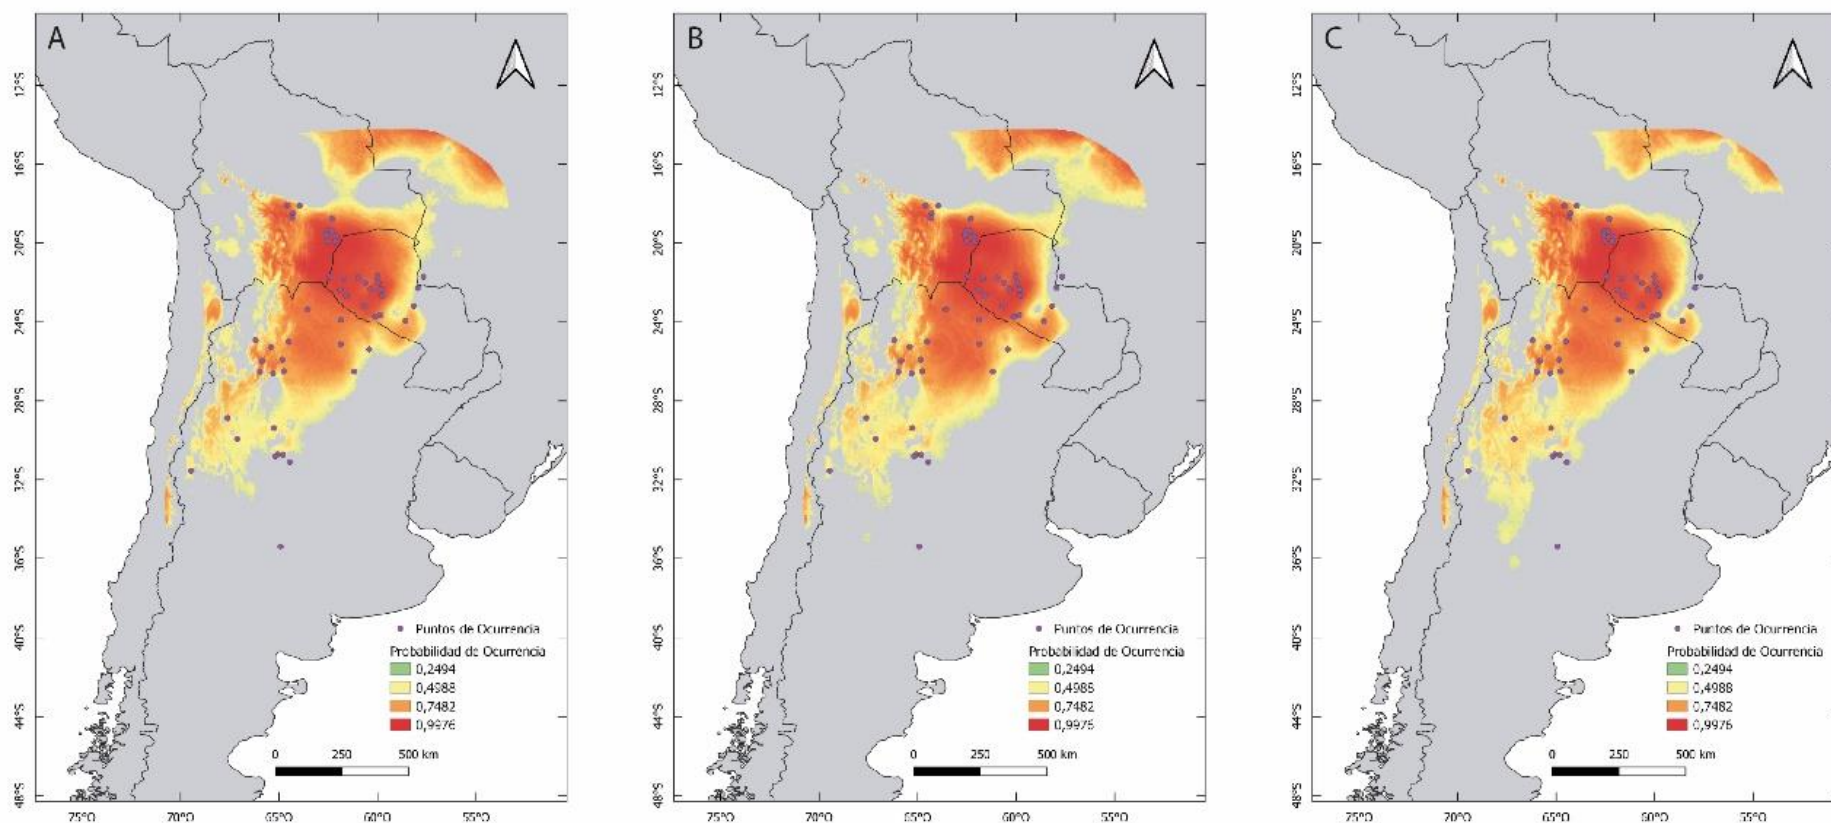 A
12°S
16°S
20°S
24°S
28°S
32°S
36°S
40°S
44°S
48°S
75°O
70°O
65°O
60°O
55°O
Puntos de Ocurrencia
Probabilidad de Ocurrencia
0,2494
0,4988
0,7482
0,9976
0 250 500 km
B
12°S
16°S
20°S
24°S
28°S
32°S
36°S
40°S
44°S
48°S
75°O
70°O
65°O
60°O
55°O
Puntos de Ocurrencia
Probabilidad de Ocurrencia
0,2494
0,4988
0,7482
0,9976
0 250 500 km
C
12°S
16°S
20°S
24°S
28°S
32°S
36°S
40°S
44°S
48°S
75°O
70°O
65°O
60°O
55°O
Puntos de Ocurrencia
Probabilidad de Ocurrencia
0,2494
0,4988
0,7482
0,9976
0 250 500 km